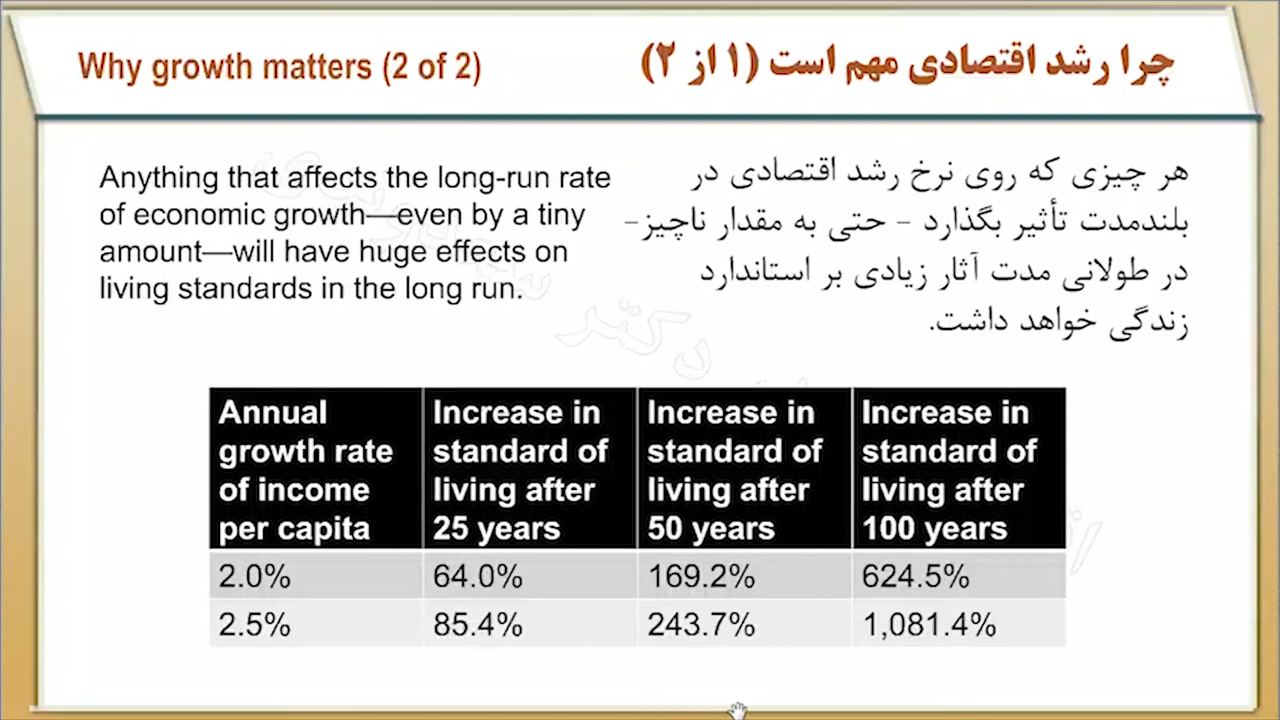 Why growth matters (2 of 2)
چرا رشد اقتصادی مهم است (۱ از ۲)
Anything that affects the long-run rate
of economic growth—even by a tiny
amount—will have huge effects on
living standards in the long run.
هر چیزی که روی نرخ رشد اقتصادی در
بلندمدت تأثیر بگذارد - حتی به مقدار ناچیز-
در طولانی مدت آثار زیادی بر استاندارد
زندگی خواهد داشت.
Annual growth rate of income per capita | Increase in standard of living after 25 years | Increase in standard of living after 50 years | Increase in standard of living after 100 years
2.0% 64.0% 169.2% 624.5%
2.5% 85.4% 243.7% 1,081.4%
دکتر